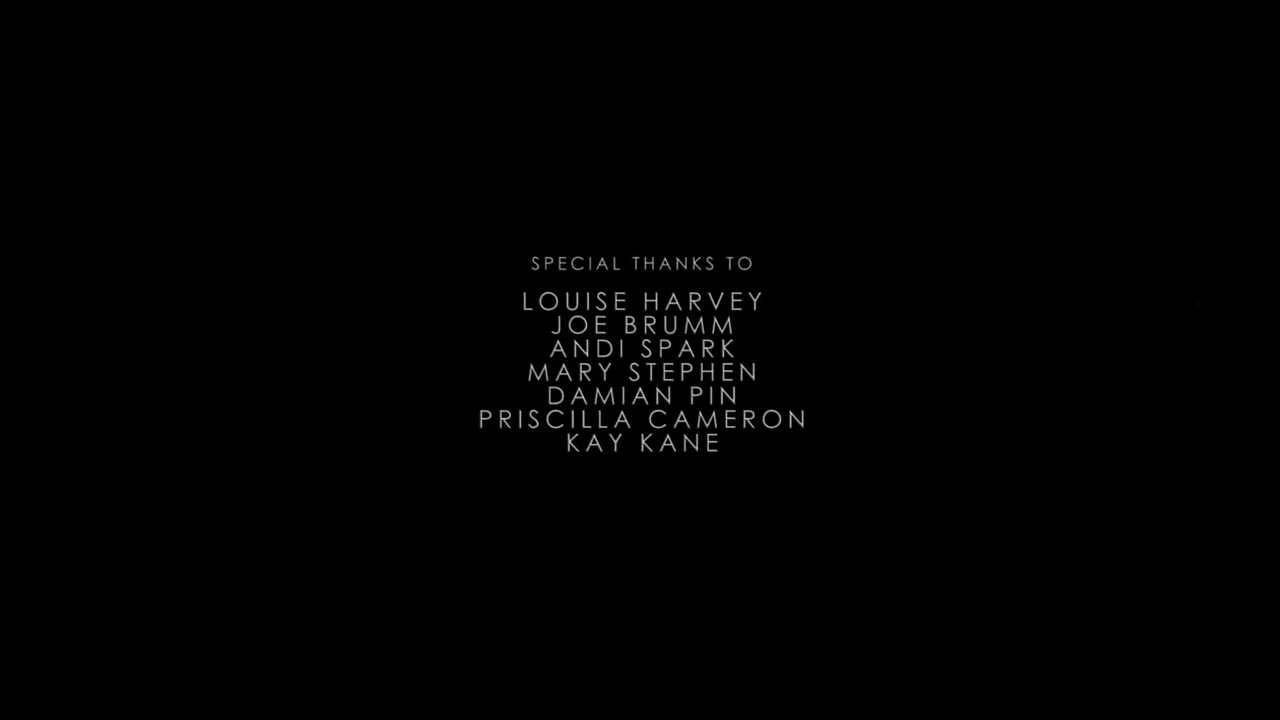 SPECIAL THANKS TO
LOUISE HARVEY
JOE BRUMM
ANDI SPARK
MARY STEPHEN
DAMIAN PIN
PRISCILLA CAMERON
KAY KANE